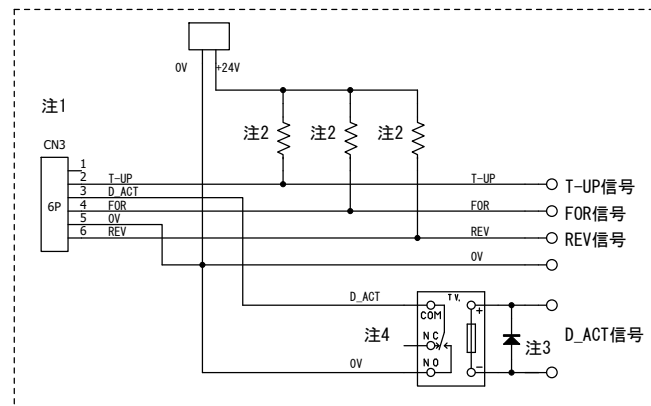 0V
+24V
注1
注2
注2
注2
CN3
6P
1
2 T-UP
3 D_ACT
4 FOR
5 0V
6 REV
T-UP
T-UP信号
FOR
FOR信号
REV
REV信号
0V
D_ACT
TV.
COM
+
D_ACT信号
注4
NC
注3
0V
NO
-